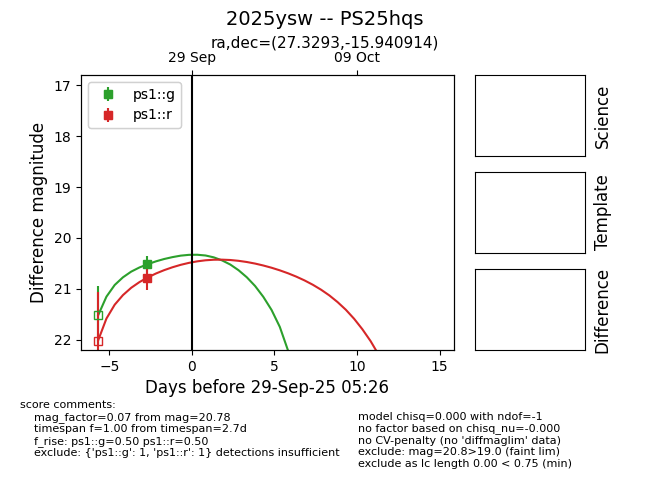 2025ysw -- PS25hqs
ra,dec=(27.3293,-15.940914)
29 Sep
09 Oct
ps1::g
ps1::r
17
18
19
20
21
22
Difference magnitude
−5
0
5
10
15
Days before 29-Sep-25 05:26
Science
Template
Difference
score comments:
mag_factor=0.07 from mag=20.78
timespan f=1.00 from timespan=2.7d
f_rise: ps1::g=0.50 ps1::r=0.50
exclude: {'ps1::g': 1, 'ps1::r': 1} detections insufficient
model chisq=0.000 with ndof=-1
no factor based on chisq_nu=-0.000
no CV-penalty (no 'diffmaglim' data)
exclude: mag=20.8>19.0 (faint lim)
exclude as lc length 0.00 < 0.75 (min)